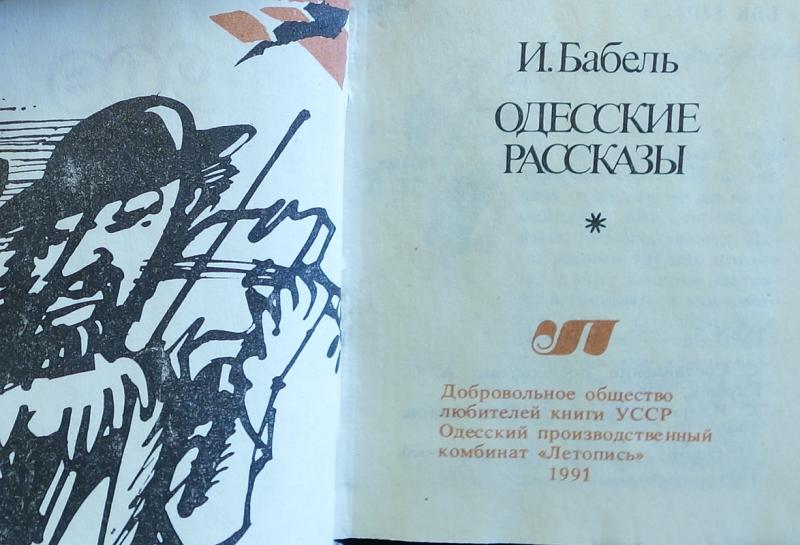 И. Бабель
ОДЕССКИЕ
РАССКАЗЫ
*
Добровольное общество
любителей книги УССР
Одесский производственный
комбинат «Летопись»
1991